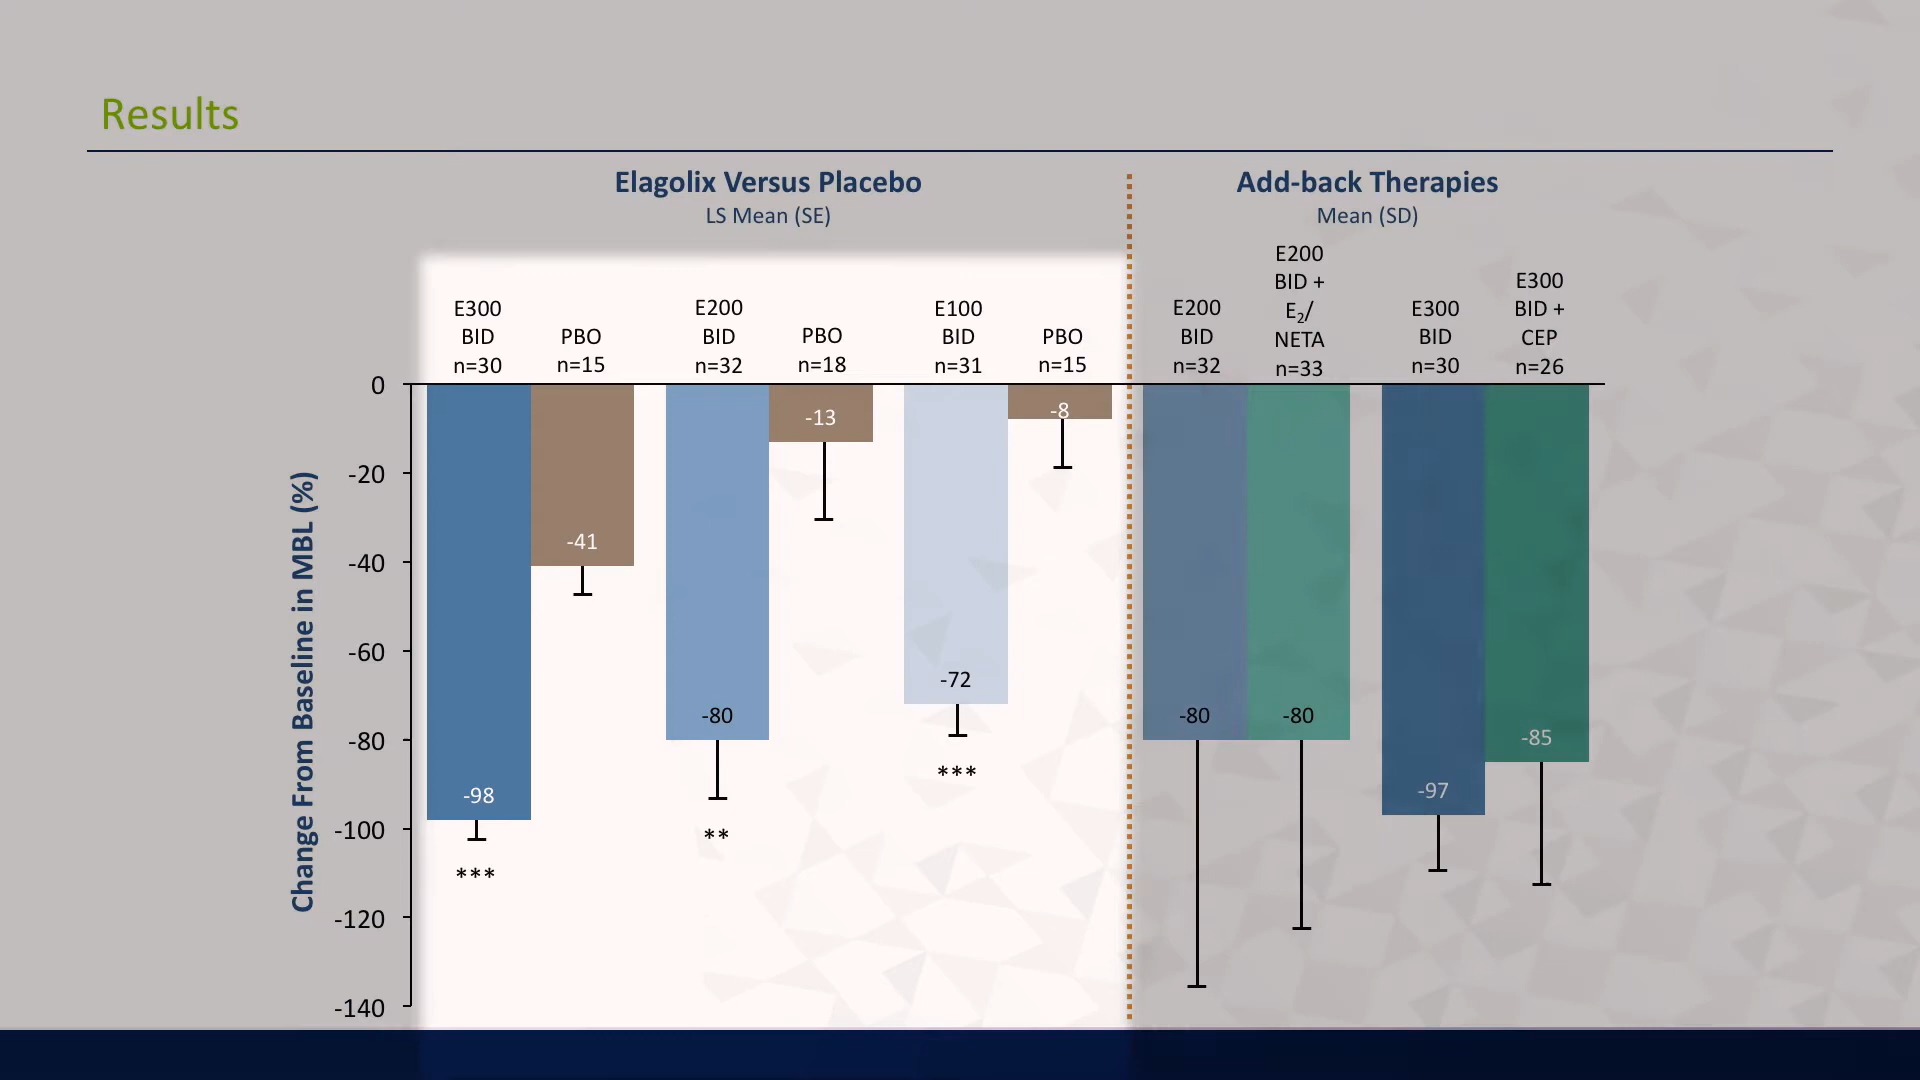 Results
Elagolix Versus Placebo
LS Mean (SE)
Add-back Therapies
Mean (SD)
E300
BID
n=30
PBO
n=15
E200
BID
n=32
PBO
n=18
E100
BID
n=31
PBO
n=15
E200
BID
n=32
E200
BID +
E₂/
NETA
n=33
E300
BID
n=30
E300
BID +
CEP
n=26
Change From Baseline in MBL (%)
0
-20
-40
-60
-80
-100
-120
-140
-98
***
-41
-80
**
-13
-72
***
-8
-80
-80
-97
-85